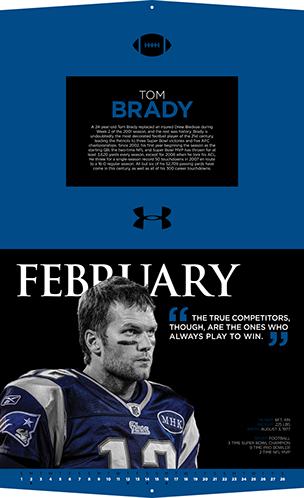 TOM
BRADY
A 24 year-old Tom Brady replaced an injured Drew Bledsoe during
Week 2 of the 2001 season, and the rest was history. Brady is
undoubtedly the most decorated football player of the 21st century,
leading the Patriots to three Super Bowl victories and five AFC
championships. Since 2002, his first year beginning the season as the
starting QB, the two-time NFL and Super Bowl MVP has thrown for at
least 3,620 yards every season, except for 2008 when he tore his ACL.
He threw for a single-season record 50 touchdowns in 2007 en route
to a 16-0 regular season. All but six of his 52,709 passing yards have
come in this century, as well as all of his 300 career touchdowns.
FEBRUARY
“ THE TRUE COMPETITORS,
THOUGH, ARE THE ONES WHO
ALWAYS PLAY TO WIN. ”
Patriots
MHK
12
6FT. 4IN.
225 LBS.
AUGUST 3, 1977
FOOTBALL
3 TIME SUPER BOWL CHAMPION
9 TIME PRO BOWLER
2 TIME NFL MVP
1 2 3 4 5 6 7 8 9 10 11 12 13 14 15 16 17 18 19 20 21 22 23 24 25 26 27 28